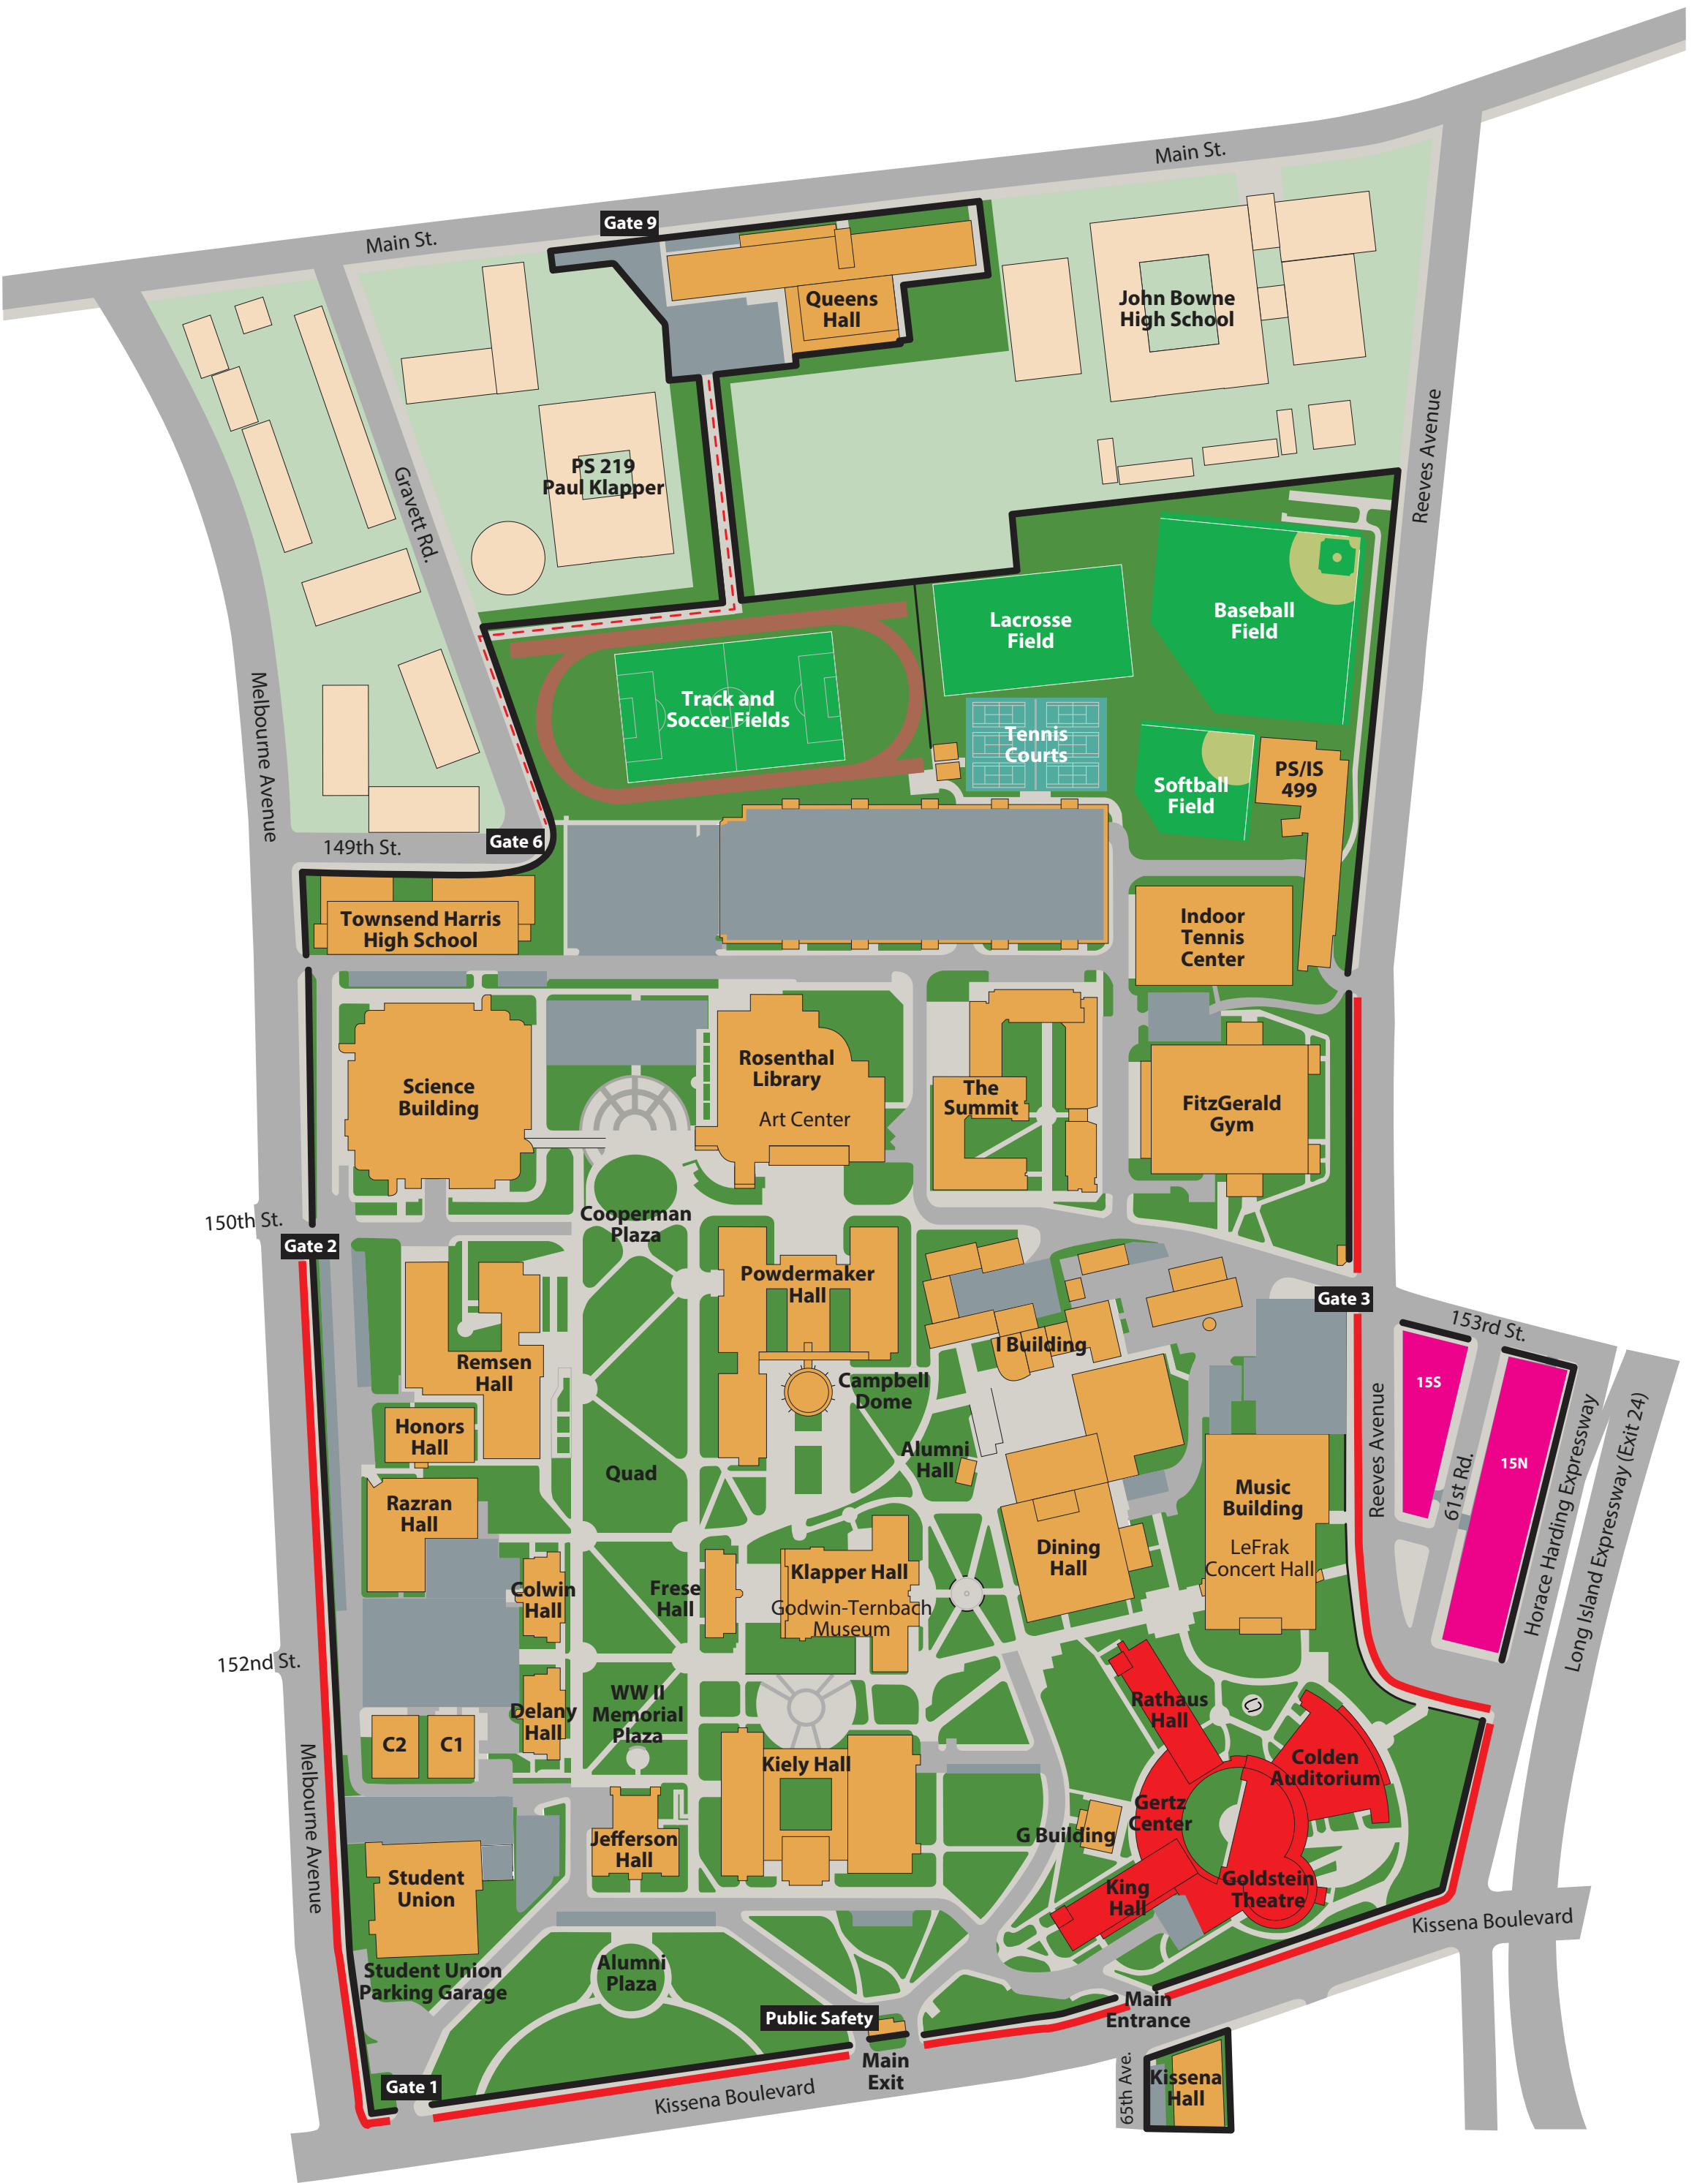 Main St.
Gate 9
Main St.
Queens
Hall
John Bowne
High School
PS 219
Paul Klapper
Gravett Rd.
Reeves Avenue
Lacrosse
Field
Baseball
Field
Melbourne Avenue
Track and
Soccer Fields
Tennis
Courts
Softball
Field
PS/IS
499
149th St.
Gate 6
Townsend Harris
High School
Indoor
Tennis
Center
Science
Building
Rosenthal
Library
Art Center
The
Summit
FitzGerald
Gym
150th St.
Gate 2
Cooperman
Plaza
Powdermaker
Hall
I Building
Gate 3
153rd St.
Remsen
Hall
Campbell
Dome
Honors
Hall
Quad
Alumni
Hall
15S
15N
Reeves Avenue
61st Rd.
Horace Harding Expressway
Long Island Expressway (Exit 24)
Razran
Hall
Music
Building
LeFrak
Concert Hall
Dining
Hall
Colwin
Hall
Frese
Hall
Klapper Hall
Godwin-Ternbach
Museum
152nd St.
Delany
Hall
WW II
Memorial
Plaza
Rathaus
Hall
C2
C1
Kiely Hall
Colden
Auditorium
Gertz
Center
G Building
Melbourne Avenue
Jefferson
Hall
Student
Union
King
Hall
Goldstein
Theatre
Kissena Boulevard
Student Union
Parking Garage
Alumni
Plaza
Public Safety
Main
Entrance
Main
Exit
Gate 1
Kissena Boulevard
65th Ave.
Kissena
Hall